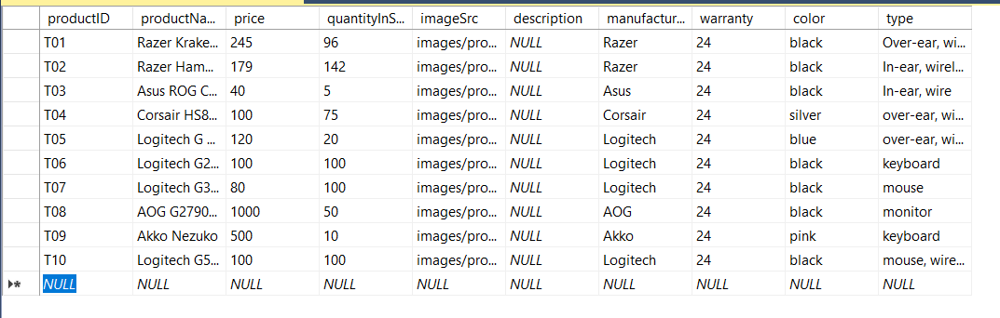 productID productNa... price quantityInS... imageSrc description manufactur... warranty color type
T01 Razer Krake... 245 96 images/pro... NULL Razer 24 black Over-ear, wi...
T02 Razer Ham... 179 142 images/pro... NULL Razer 24 black In-ear, wirel...
T03 Asus ROG C... 40 5 images/pro... NULL Asus 24 black In-ear, wire
T04 Corsair HS8... 100 75 images/pro... NULL Corsair 24 silver over-ear, wi...
T05 Logitech G ... 120 20 images/pro... NULL Logitech 24 blue over-ear, wi...
T06 Logitech G2... 100 100 images/pro... NULL Logitech 24 black keyboard
T07 Logitech G3... 80 100 images/pro... NULL Logitech 24 black mouse
T08 AOG G2790... 1000 50 images/pro... NULL AOG 24 black monitor
T09 Akko Nezuko 500 10 images/pro... NULL Akko 24 pink keyboard
T10 Logitech G5... 100 100 images/pro... NULL Logitech 24 black mouse, wire...
NULL NULL NULL NULL NULL NULL NULL NULL NULL NULL